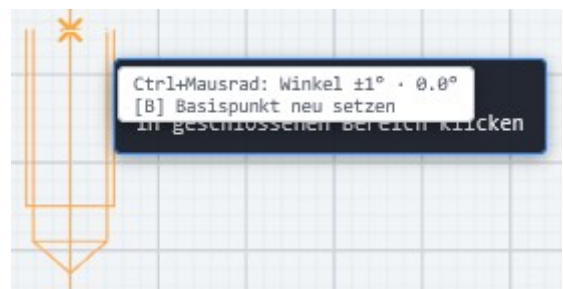 Ctrl+Mausrad: Winkel ±1° · 0.0°
[B] Basispunkt neu setzen
In geschlossenen Bereich klicken